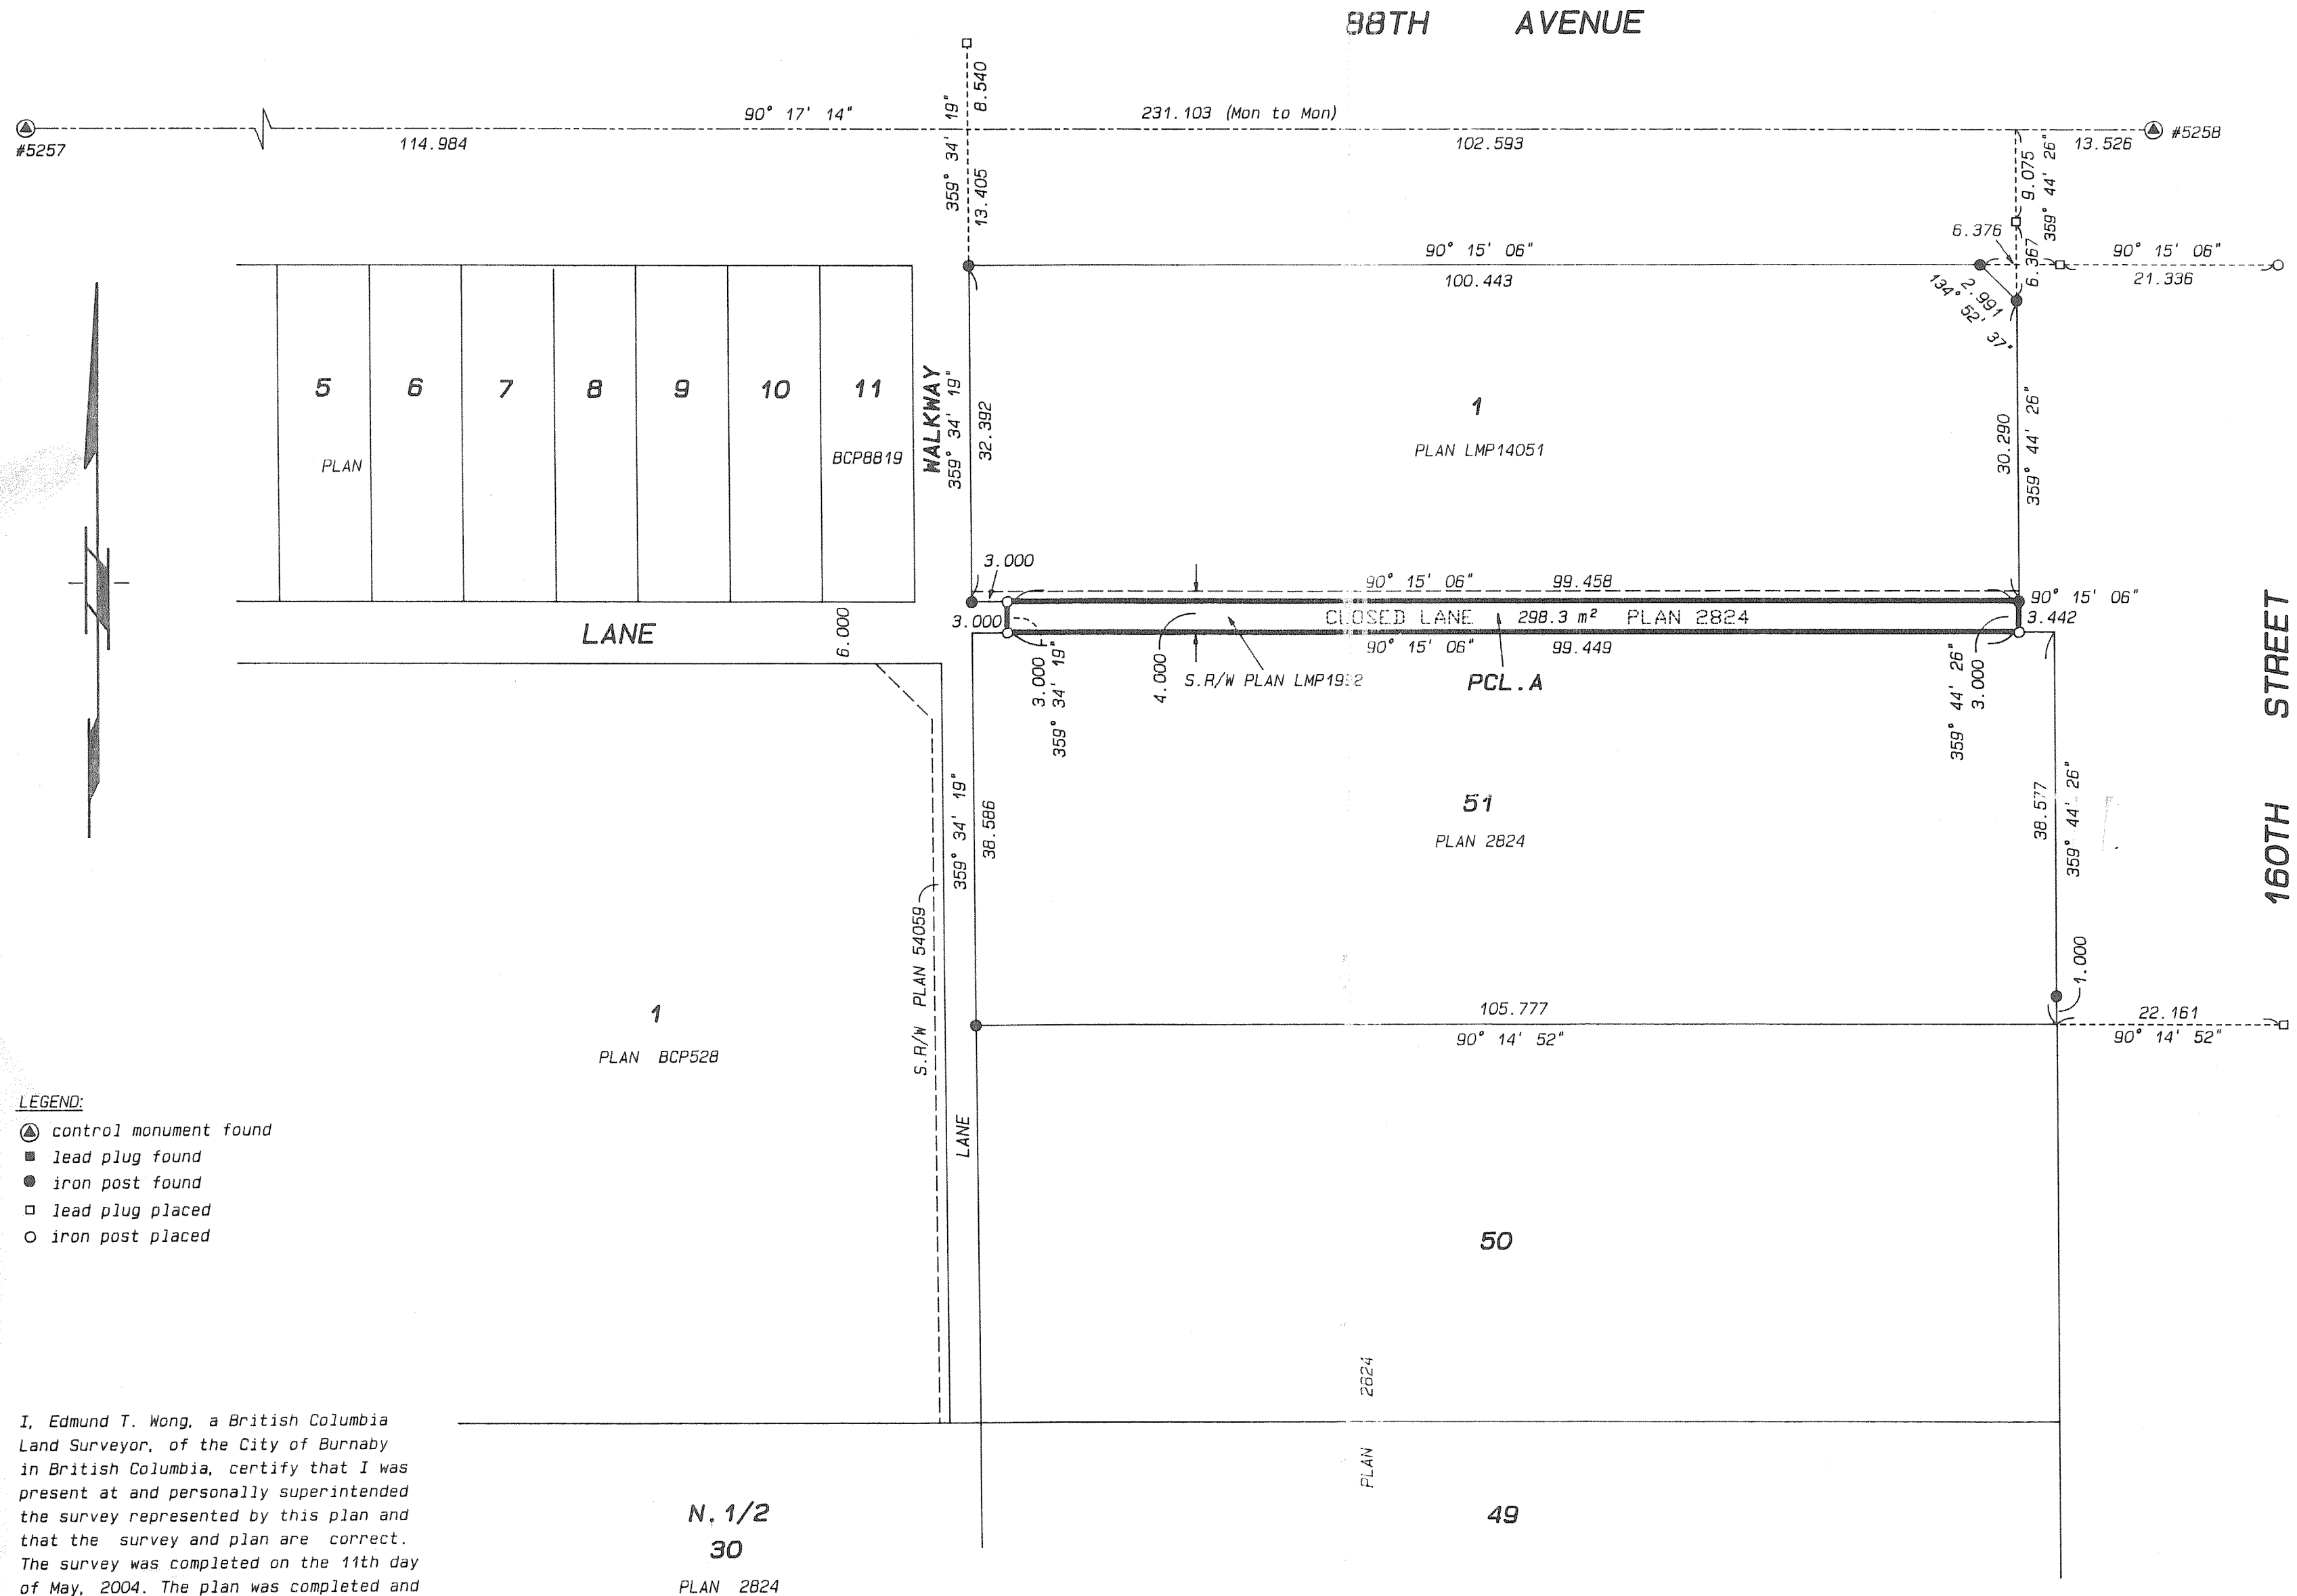 88TH AVENUE
8.540
359° 34' 19"
13.405
90° 17' 14"
231.103 (Mon to Mon)
#5257
114.984
102.593
13.526
#5258
9.075
359° 44' 26"
6.376
6.367
90° 15' 06"
100.443
90° 15' 06"
21.336
2.991
134° 52' 37"
5
6
7
8
9
10
11
PLAN
BCP8819
WALKWAY
359° 34' 19"
32.392
1
PLAN LMP14051
30.290
359° 44' 26"
3.000
90° 15' 06" 99.458
90° 15' 06"
LANE
6.000
3.000
CLOSED LANE 298.3 m² PLAN 2824
3.442
90° 15' 06" 99.449
3.000
359° 34' 19"
4.000
S.R/W PLAN
PCL.A
359° 44' 26"
3.000
160TH STREET
359° 34' 19"
38.586
51
PLAN 2824
38.577
359° 44' 26"
S.R/W PLAN 54059
1.000
1
PLAN BCP528
105.777
90° 14' 52"
22.161
90° 14' 52"
LANE
50
LEGEND:
control monument found
lead plug found
iron post found
lead plug placed
iron post placed
PLAN 2824
I, Edmund T. Wong, a British Columbia
Land Surveyor, of the City of Burnaby
in British Columbia, certify that I was
present at and personally superintended
the survey represented by this plan and
that the survey and plan are correct.
The survey was completed on the 11th day
of May, 2004. The plan was completed and
N. 1/2
30
PLAN 2824
49